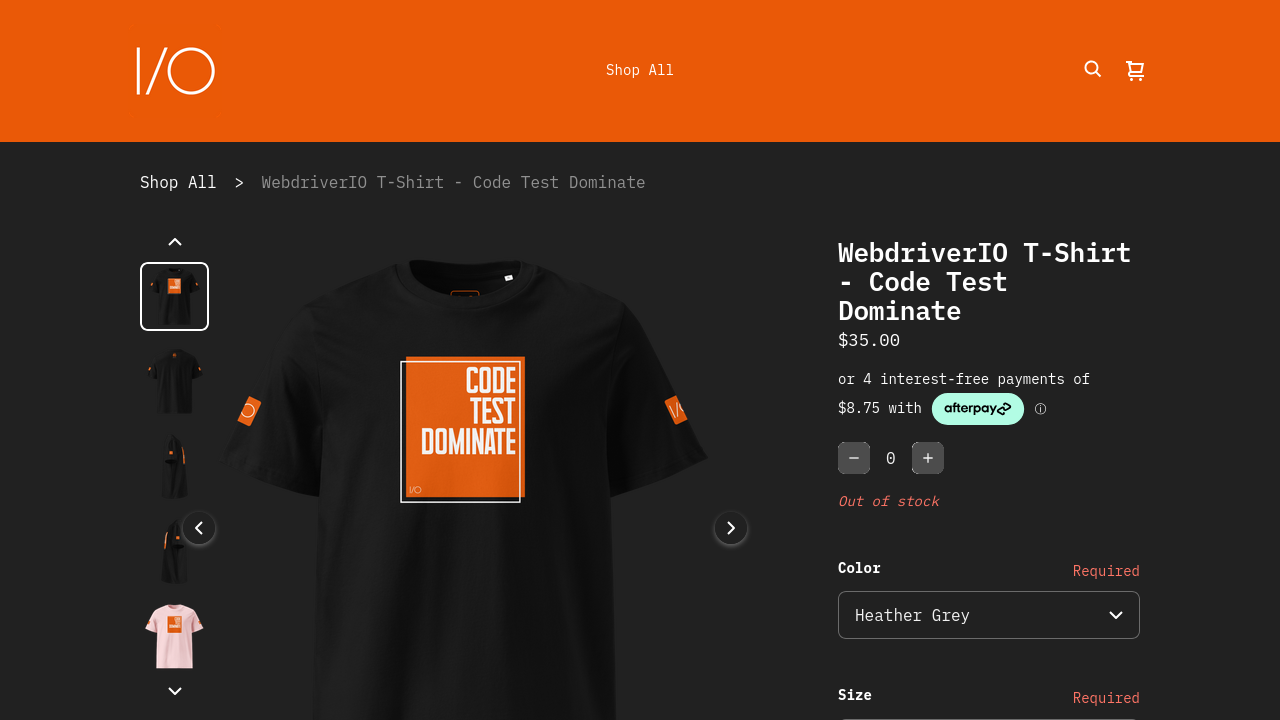 I/O
Shop All
Shop All > WebdriverIO T-Shirt - Code Test Dominate
CODE
TEST
DOMINATE
I/O
I/O
I/O
WebdriverIO T-Shirt
- Code Test
Dominate
$35.00
or 4 interest-free payments of
$8.75 with afterpay ⓘ
− 0 +
Out of stock
Color Required
Heather Grey
Size Required